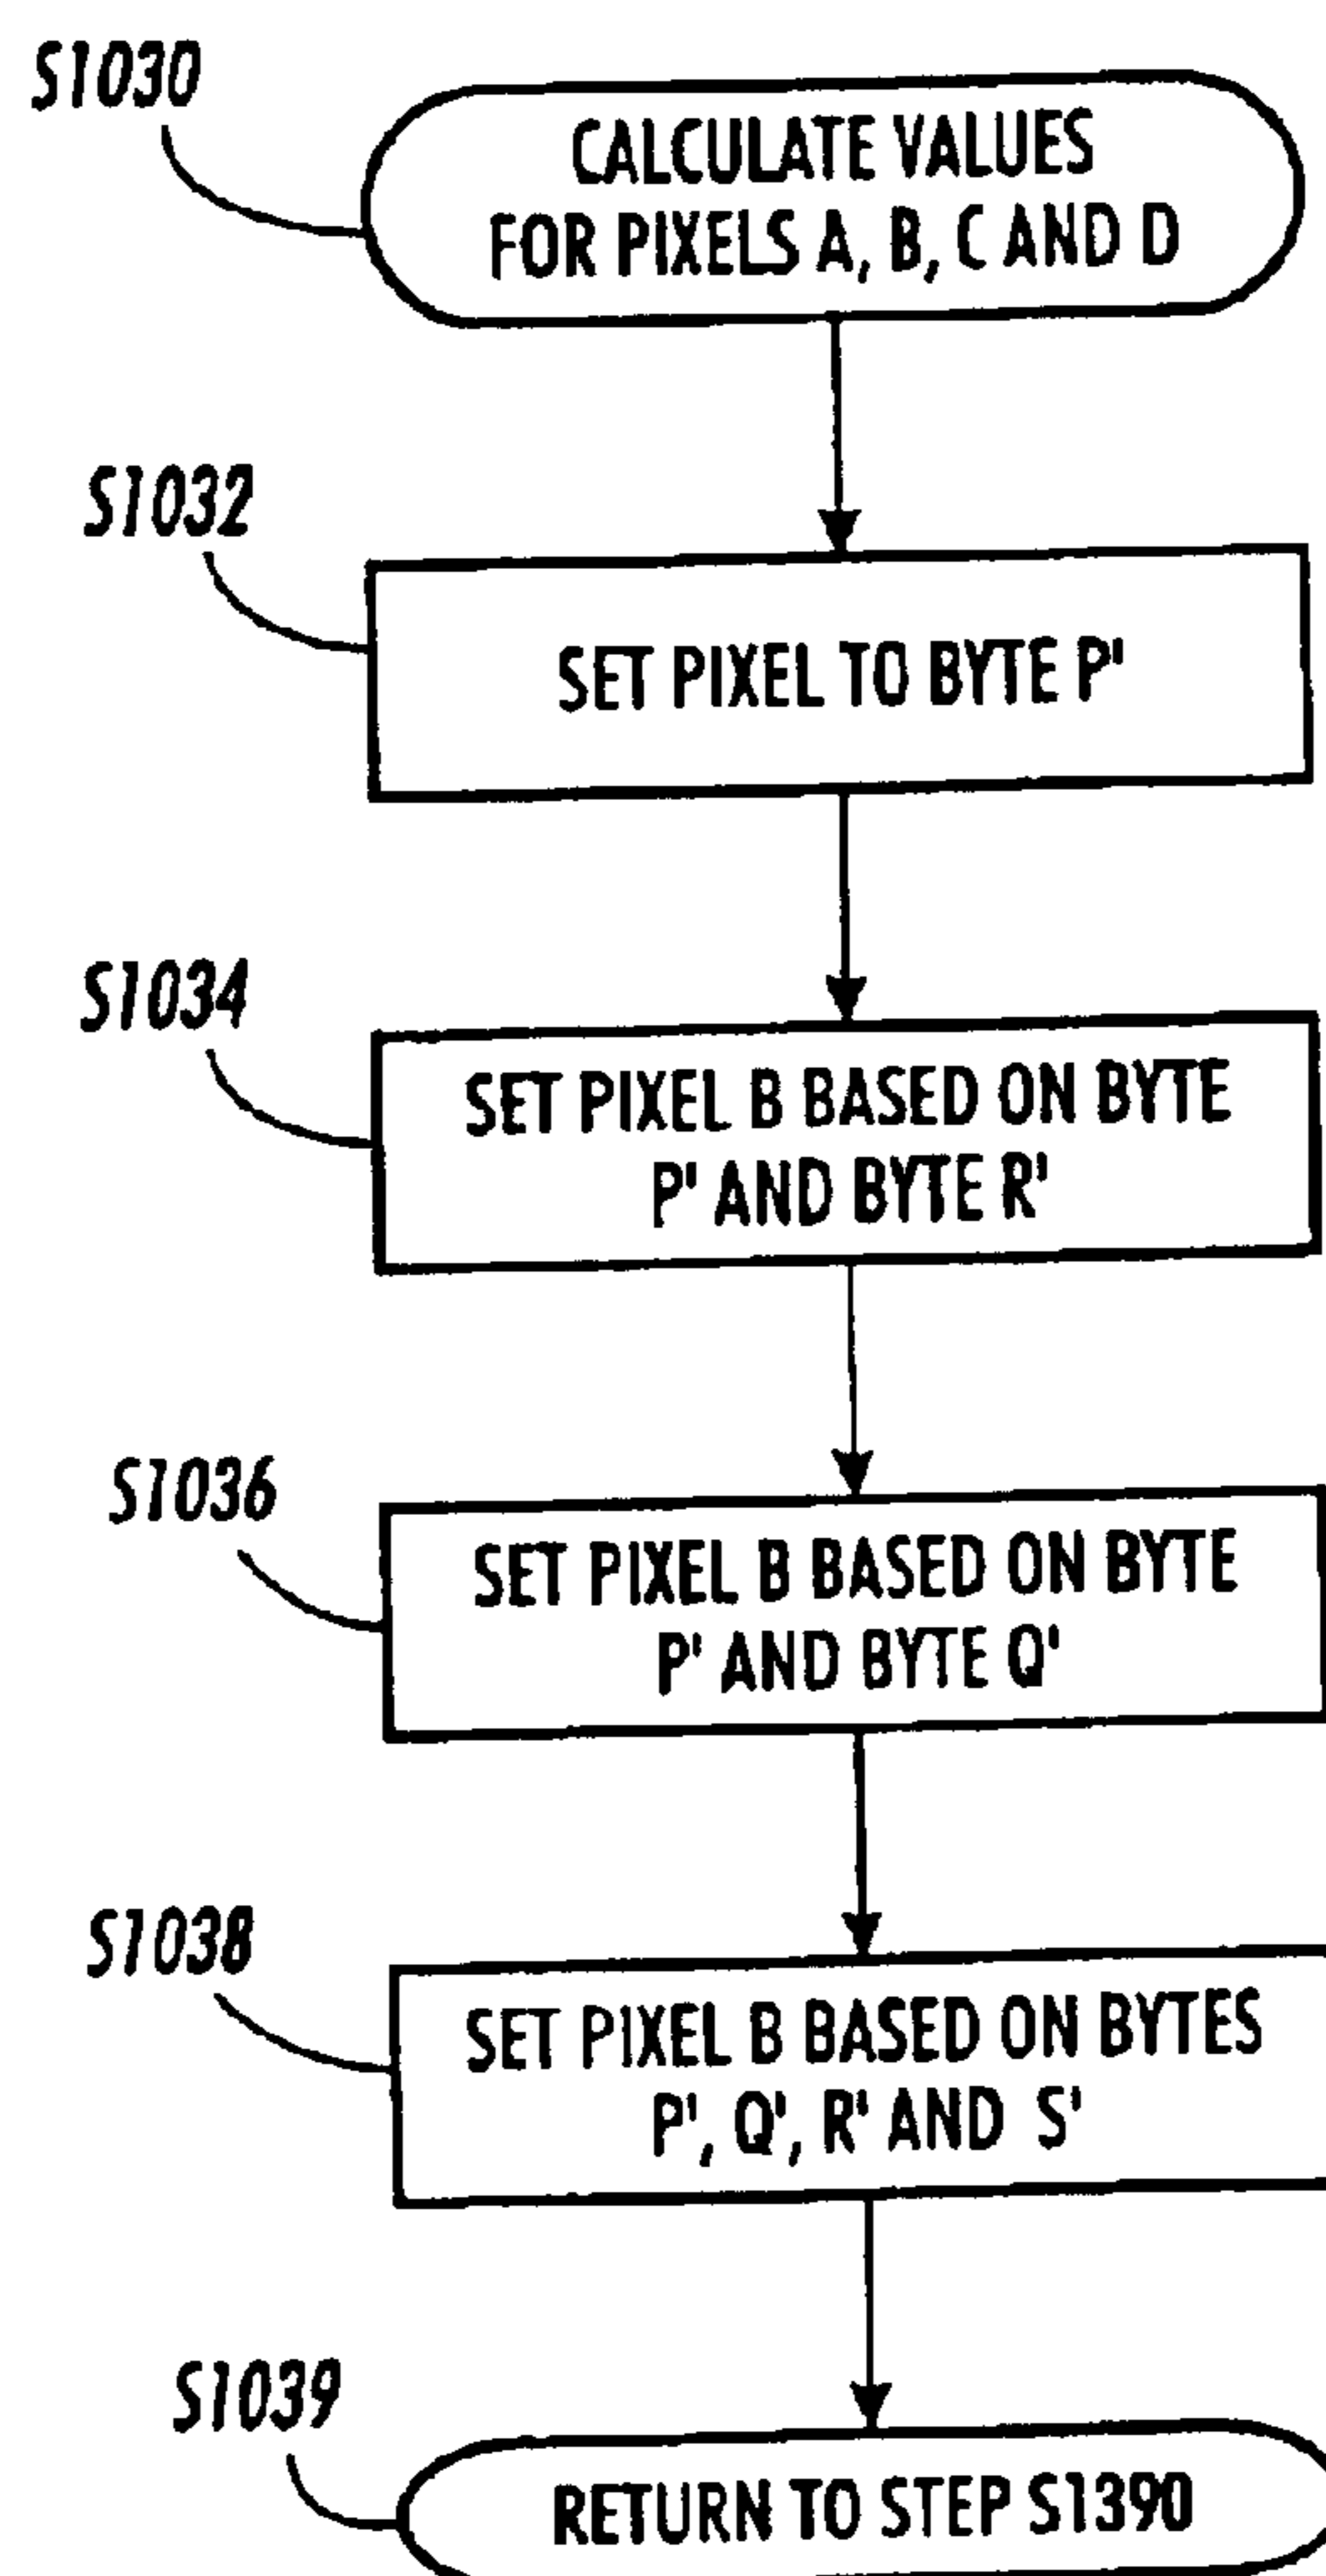 S1030
CALCULATE VALUES
FOR PIXELS A, B, C AND D
S1032
SET PIXEL TO BYTE P'
S1034
SET PIXEL B BASED ON BYTE
P' AND BYTE R'
S1036
SET PIXEL B BASED ON BYTE
P' AND BYTE Q'
S1038
SET PIXEL B BASED ON BYTES
P', Q', R' AND S'
S1039
RETURN TO STEP S1390